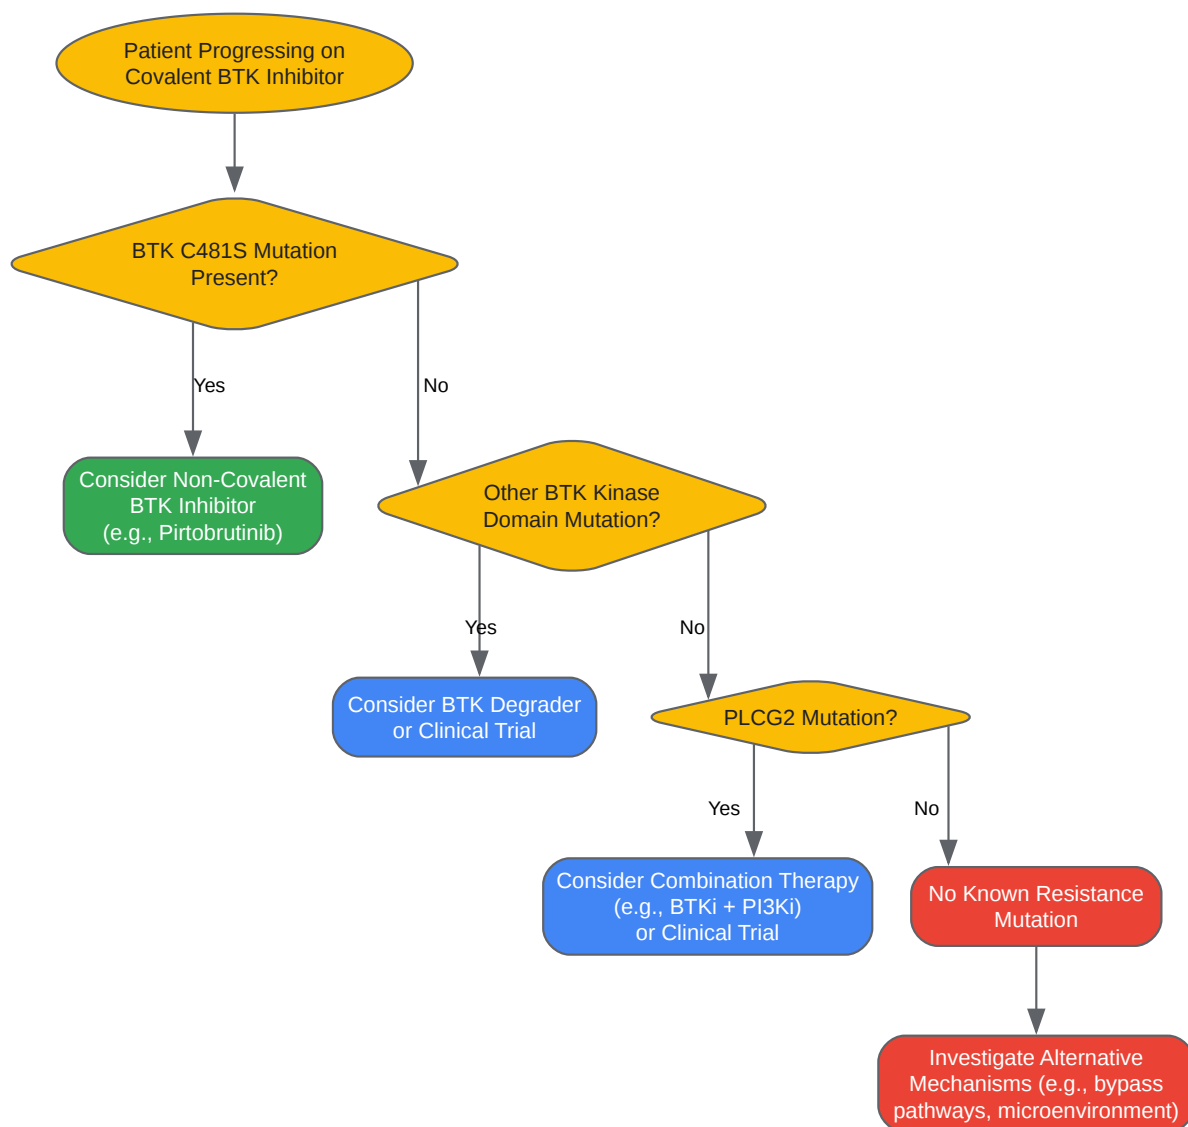 Patient Progressing on
Covalent BTK Inhibitor
BTK C481S Mutation
Present?
Yes
No
Consider Non-Covalent
BTK Inhibitor
(e.g., Pirtobrutinib)
Other BTK Kinase
Domain Mutation?
Yes
No
Consider BTK Degrader
or Clinical Trial
PLCG2 Mutation?
Yes
No
Consider Combination Therapy
(e.g., BTKi + PI3Ki)
or Clinical Trial
No Known Resistance
Mutation
Investigate Alternative
Mechanisms (e.g., bypass
pathways, microenvironment)